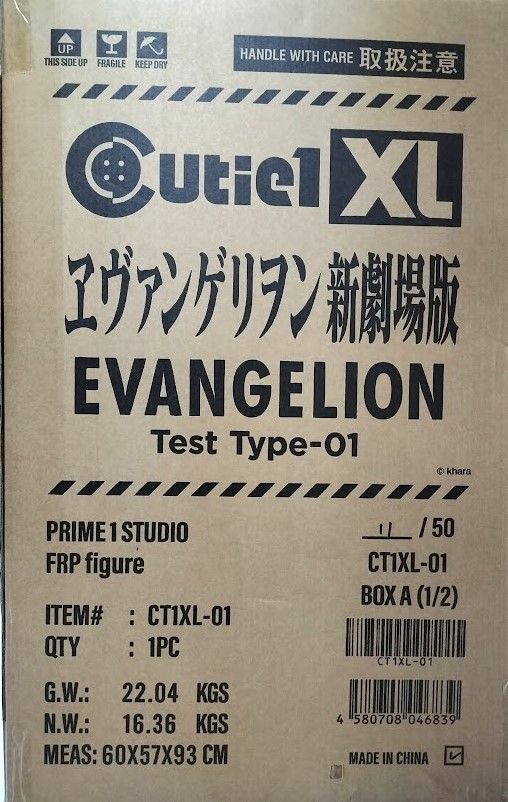 UP
THIS SIDE UP
FRAGILE
KEEP DRY
HANDLE WITH CARE 取扱注意
Cutie1 XL
ヱヴァンゲリヲン 新劇場版
EVANGELION
Test Type-01
© khara
PRIME 1 STUDIO
FRP figure
11 / 50
CT1XL-01
BOX A (1/2)
ITEM# : CT1XL-01
QTY : 1PC
CT1XL-01
G.W.: 22.04 KGS
N.W.: 16.36 KGS
MEAS: 60X57X93 CM
4 580708 046839
MADE IN CHINA ☑